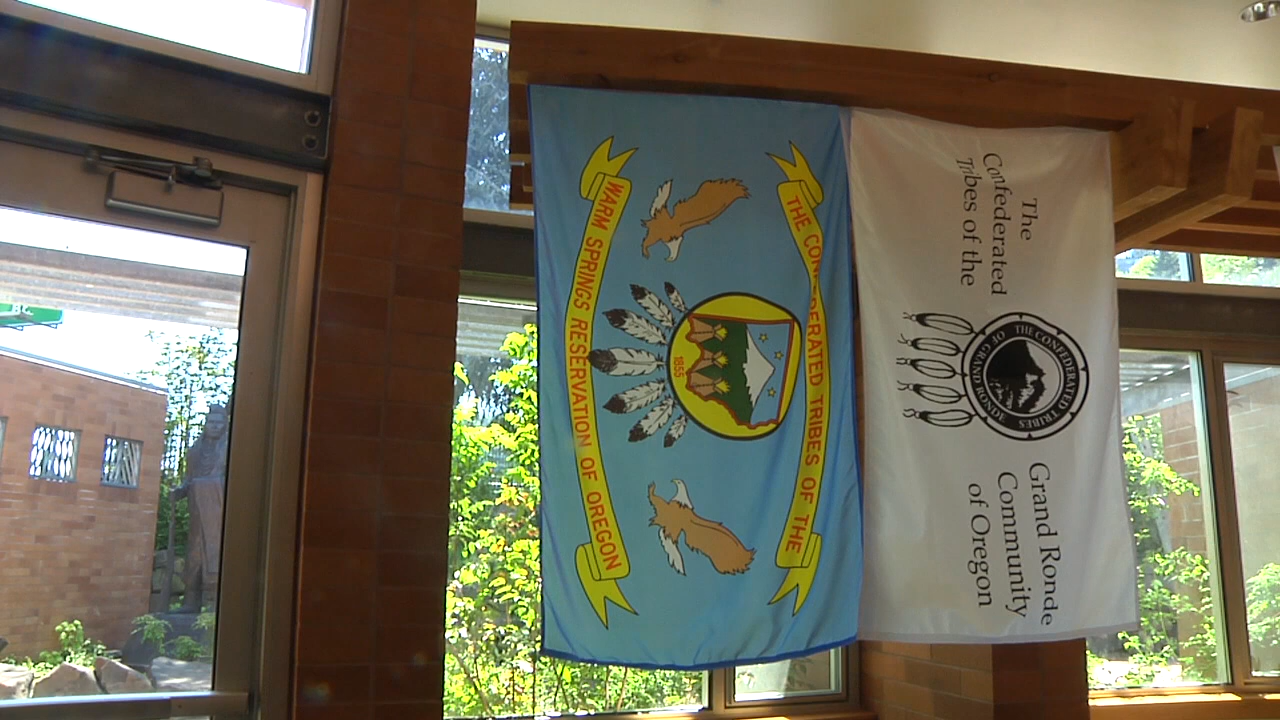 THE CONFEDERATED TRIBES OF THE
1855
WARM SPRINGS RESERVATION OF OREGON
The
Confederated
Tribes of the
THE CONFEDERATED TRIBES
OF GRAND RONDE
Grand Ronde
Community
of Oregon